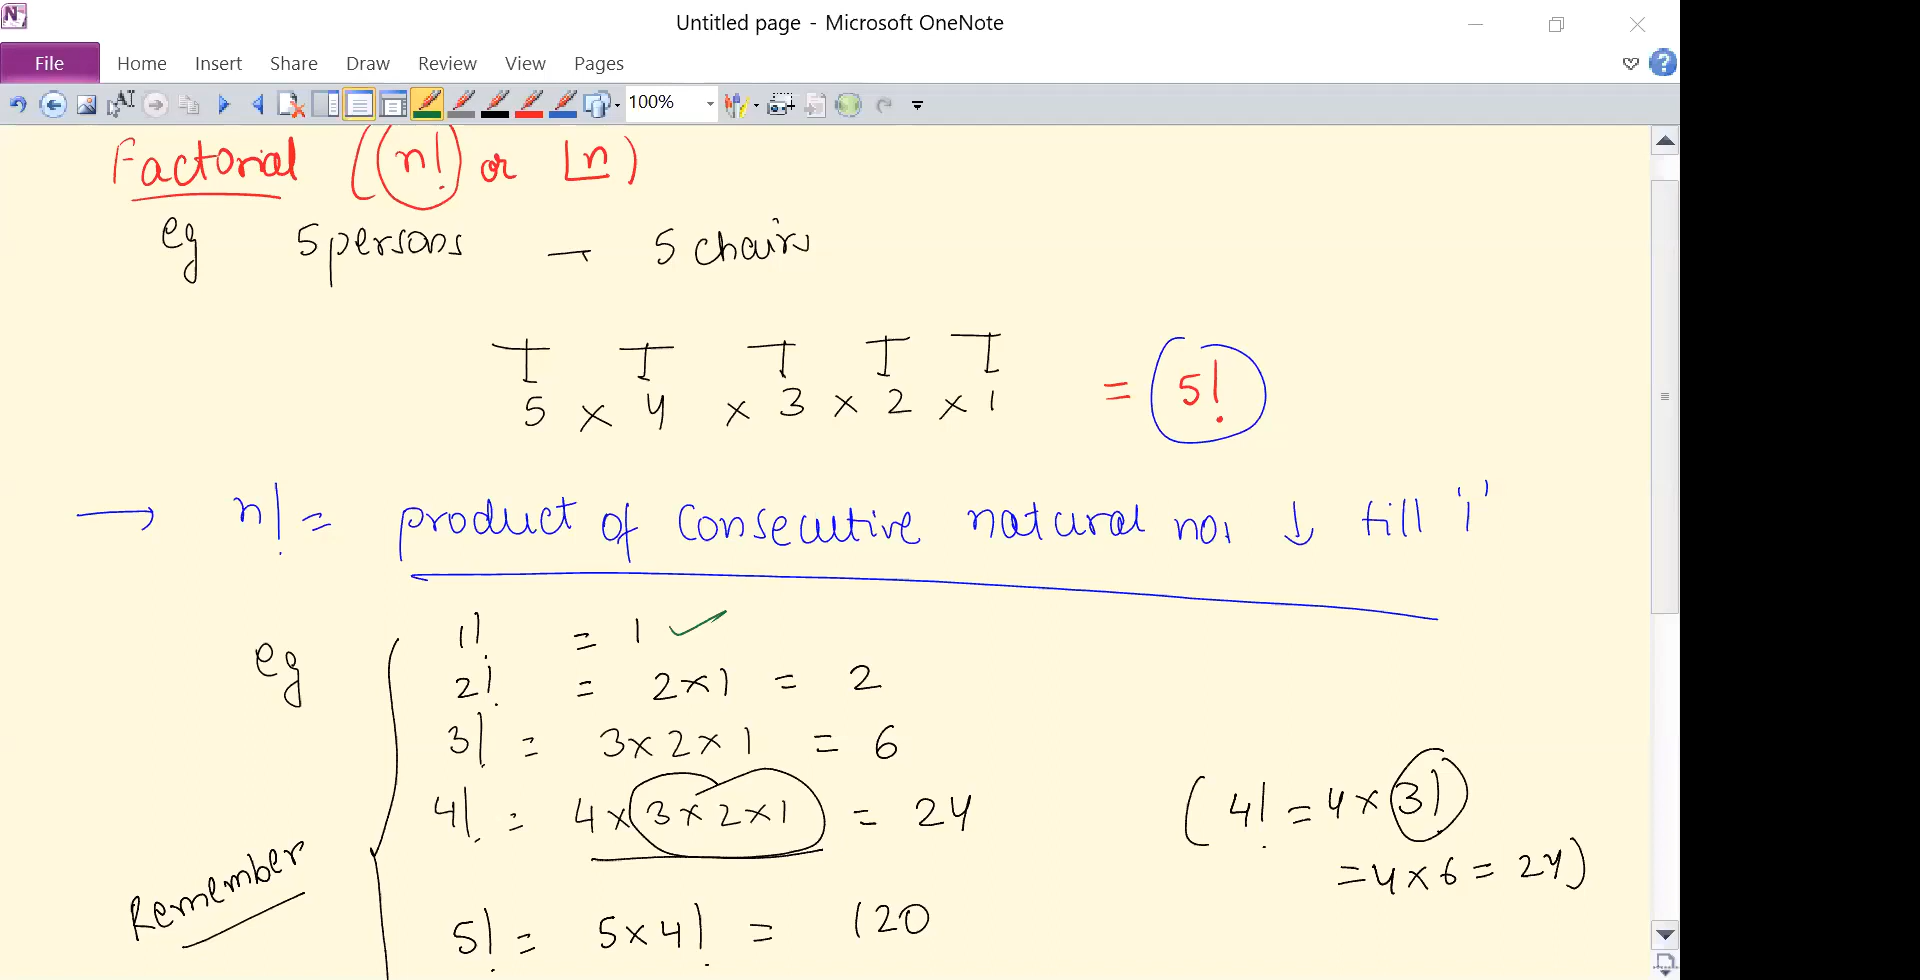 Untitled page - Microsoft OneNote
File Home Insert Share Draw Review View Pages
100%
Factorial ((n!) or ⌊n)
eg 5 persons → 5 chairs
5 × 4 × 3 × 2 × 1 = 5!
→ n! = product of consecutive natural no. ↓ till '1'
eg 1! = 1 ✓
2! = 2×1 = 2
3! = 3×2×1 = 6
4! = 4×3×2×1 = 24
(4! = 4×3!
=4×6=24)
Remember
5! = 5×4! = 120